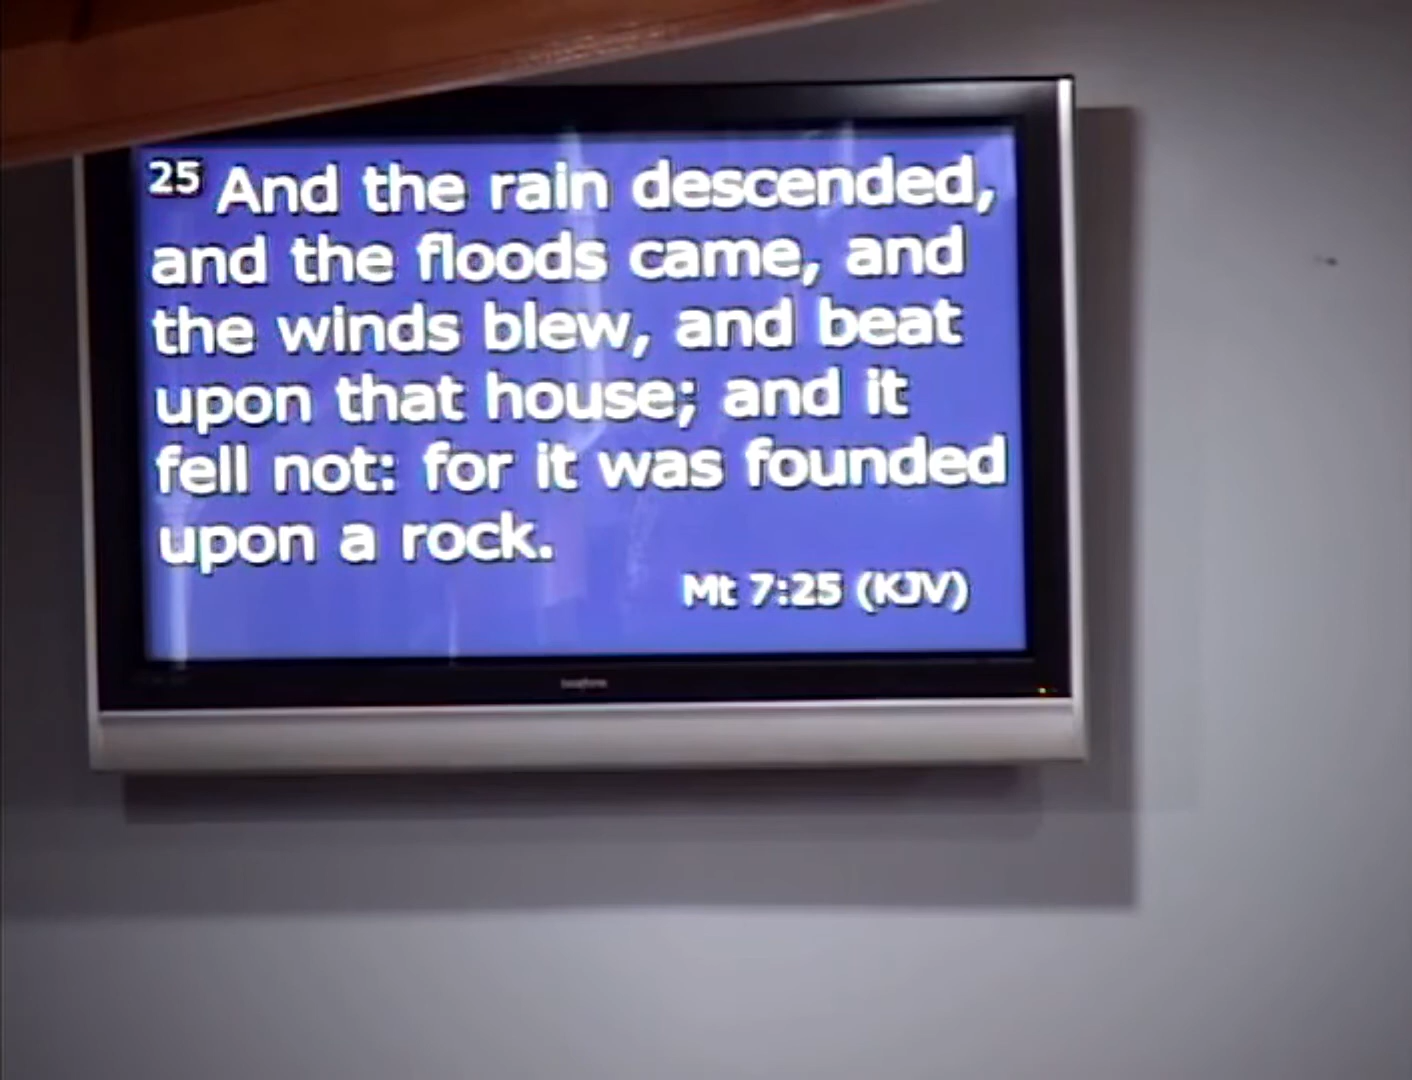 25 And the rain descended,
and the floods came, and
the winds blew, and beat
upon that house; and it
fell not: for it was founded
upon a rock.
Mt 7:25 (KJV)